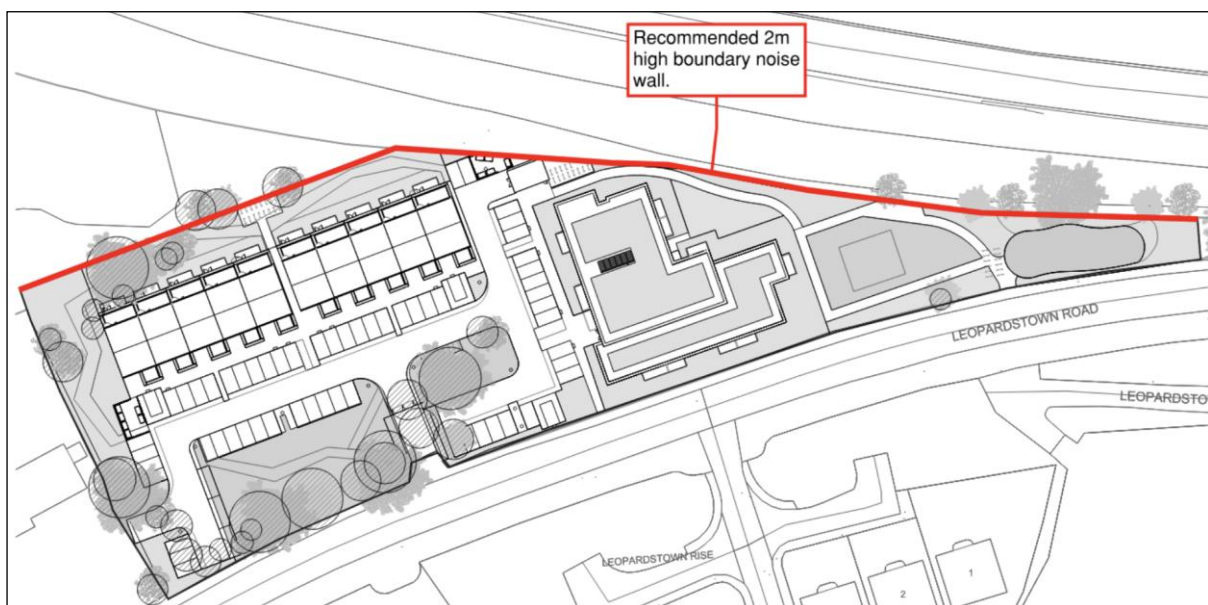 Recommended 2m
high boundary noise
wall.
LEOPARDSTOWN ROAD
LEOPARDSTO
LEOPARDSTOWN RISE
2
1